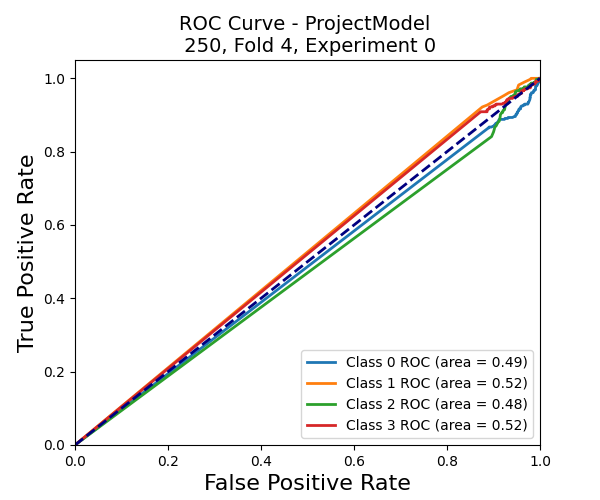 ROC Curve - ProjectModel
250, Fold 4, Experiment 0
True Positive Rate
1.0
0.8
0.6
0.4
0.2
0.0
Class 0 ROC (area = 0.49)
Class 1 ROC (area = 0.52)
Class 2 ROC (area = 0.48)
Class 3 ROC (area = 0.52)
0.0 0.2 0.4 0.6 0.8 1.0
False Positive Rate